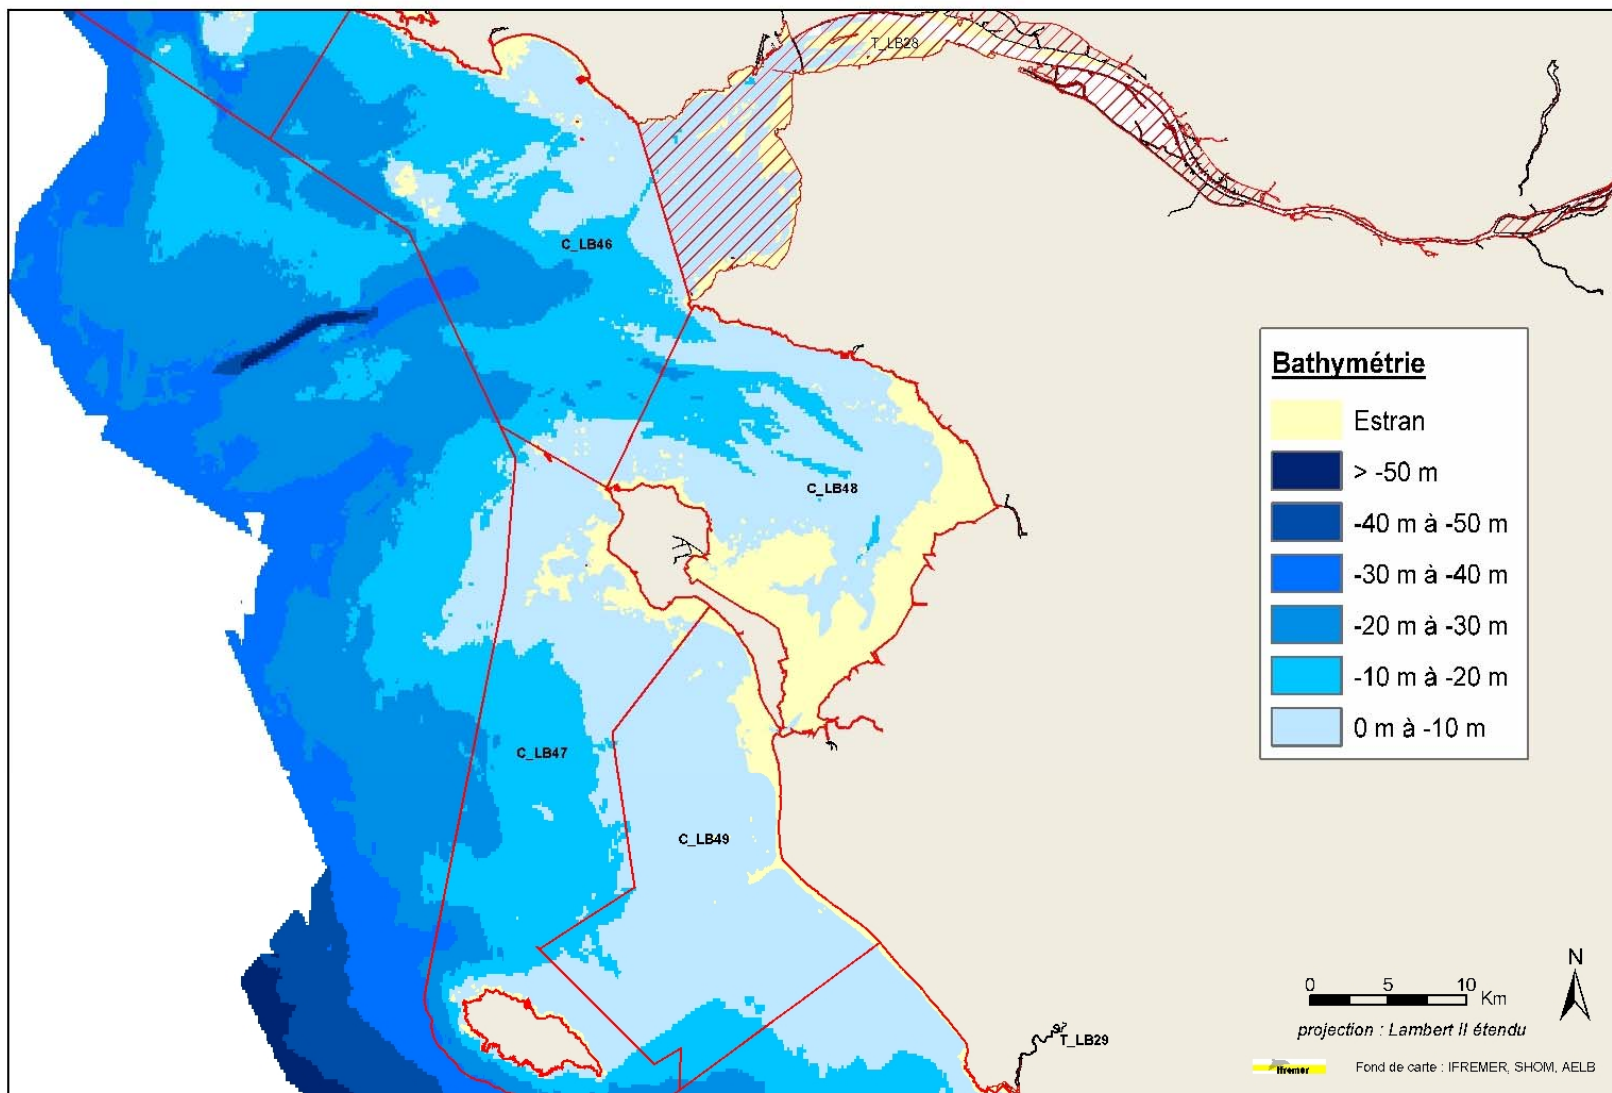 T_LB28
C_LB46
C_LB48
C_LB47
C_LB49
T_LB29
Bathymétrie
Estran
> -50 m
-40 m à -50 m
-30 m à -40 m
-20 m à -30 m
-10 m à -20 m
0 m à -10 m
N
0 5 10 Km
projection : Lambert II étendu
Ifremer
Fond de carte : IFREMER, SHOM, AELB